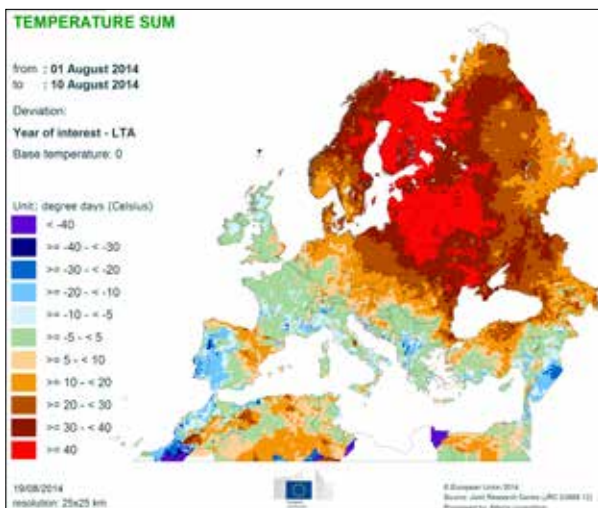 TEMPERATURE SUM
from : 01 August 2014
to : 10 August 2014
Deviation:
Year of interest - LTA
Base temperature: 0
Unit: degree days (Celsius)
< -40
>= -40 - < -30
>= -30 - < -20
>= -20 - < -10
>= -10 - < -5
>= -5 - < 5
>= 5 - < 10
>= 10 - < 20
>= 20 - < 30
>= 30 - < 40
>= 40
19/08/2014
resolution: 25x25 km
© European Union 2014
Source: Joint Research Centre